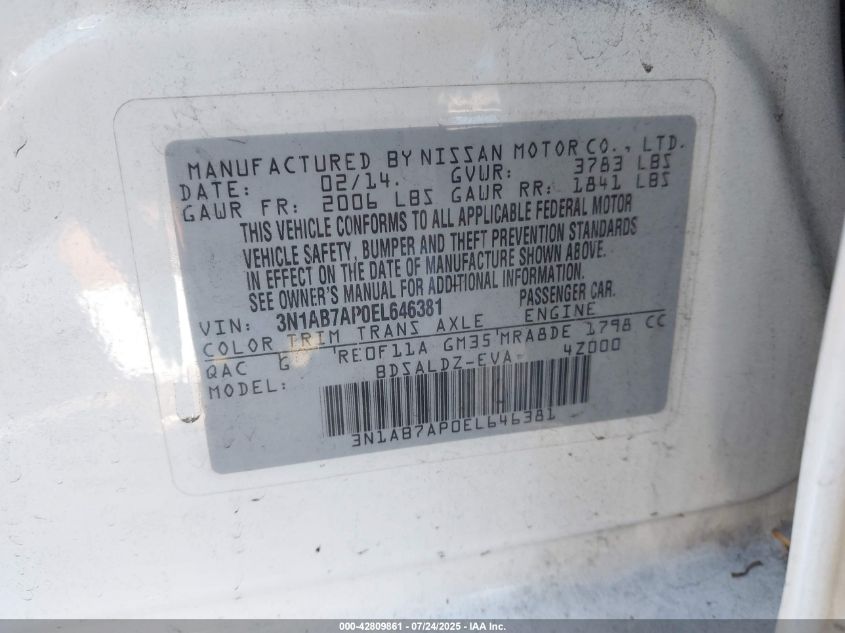 MANUFACTURED BY NISSAN MOTOR CO., LTD.
DATE: 02/14. GVWR: 3783 LBS
GAWR FR: 2006 LBS GAWR RR: 1841 LBS
THIS VEHICLE CONFORMS TO ALL APPLICABLE FEDERAL MOTOR
VEHICLE SAFETY, BUMPER AND THEFT PREVENTION STANDARDS
IN EFFECT ON THE DATE OF MANUFACTURE SHOWN ABOVE.
SEE OWNER'S MANUAL FOR ADDITIONAL INFORMATION.
VIN: 3N1AB7AP0EL646381 PASSENGER CAR.
COLOR TRIM TRANS AXLE ENGINE
QAC G RE0F11A GM35 MRA8DE 1798 CC
MODEL: BDSALDZ-EVA- 4Z000
3N1AB7AP0EL646381
000-42809861 - 07/24/2025 - IAA Inc.